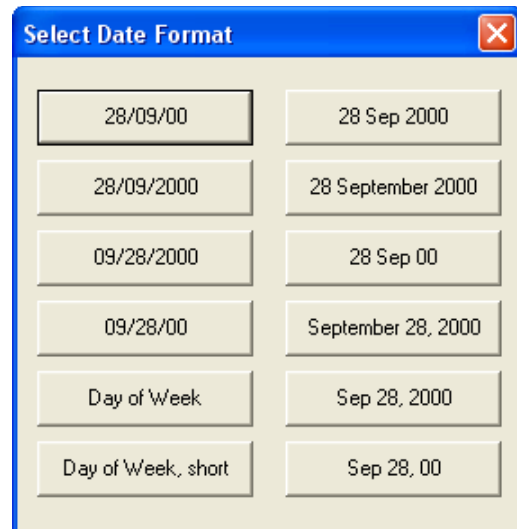 Select Date Format
28/09/00
28 Sep 2000
28/09/2000
28 September 2000
09/28/2000
28 Sep 00
09/28/00
September 28, 2000
Day of Week
Sep 28, 2000
Day of Week, short
Sep 28, 00